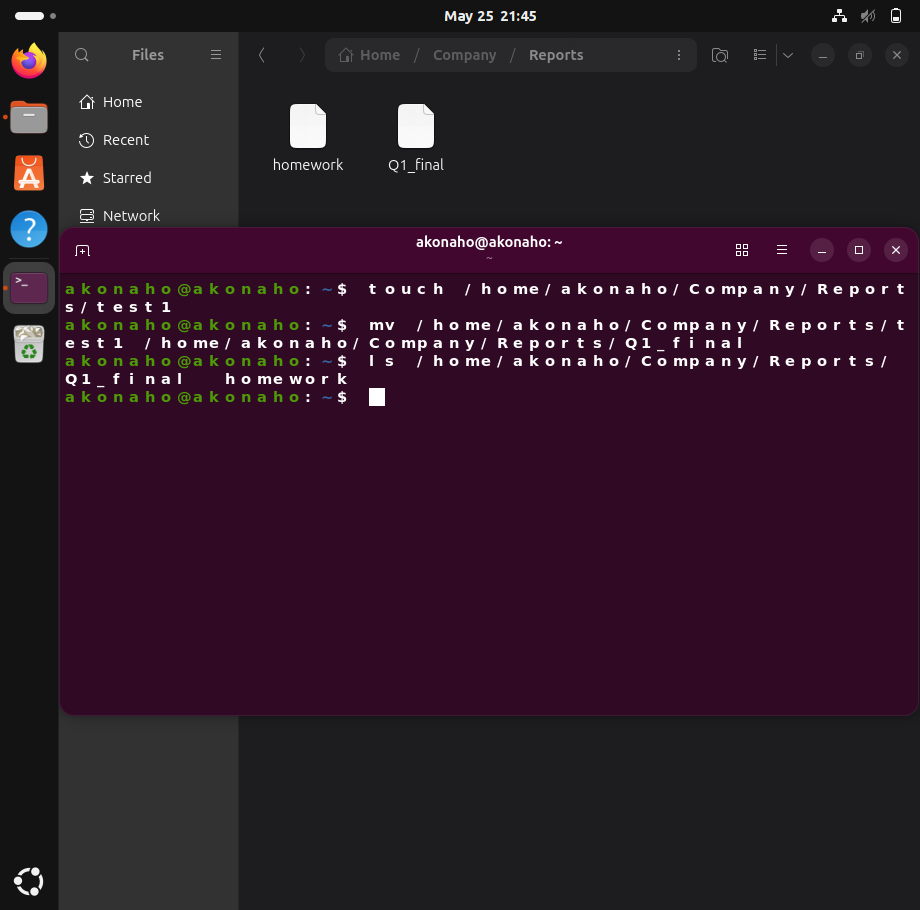 May 25 21:45
Files
Home / Company / Reports
Home
Recent
Starred
Network
homework
Q1_final
akonaho@akonaho: ~
~
akonaho@akonaho:~$ touch /home/akonaho/Company/Report
s/test1
akonaho@akonaho:~$ mv /home/akonaho/Company/Reports/t
est1 /home/akonaho/Company/Reports/Q1_final
akonaho@akonaho:~$ ls /home/akonaho/Company/Reports/
Q1_final  homework
akonaho@akonaho:~$